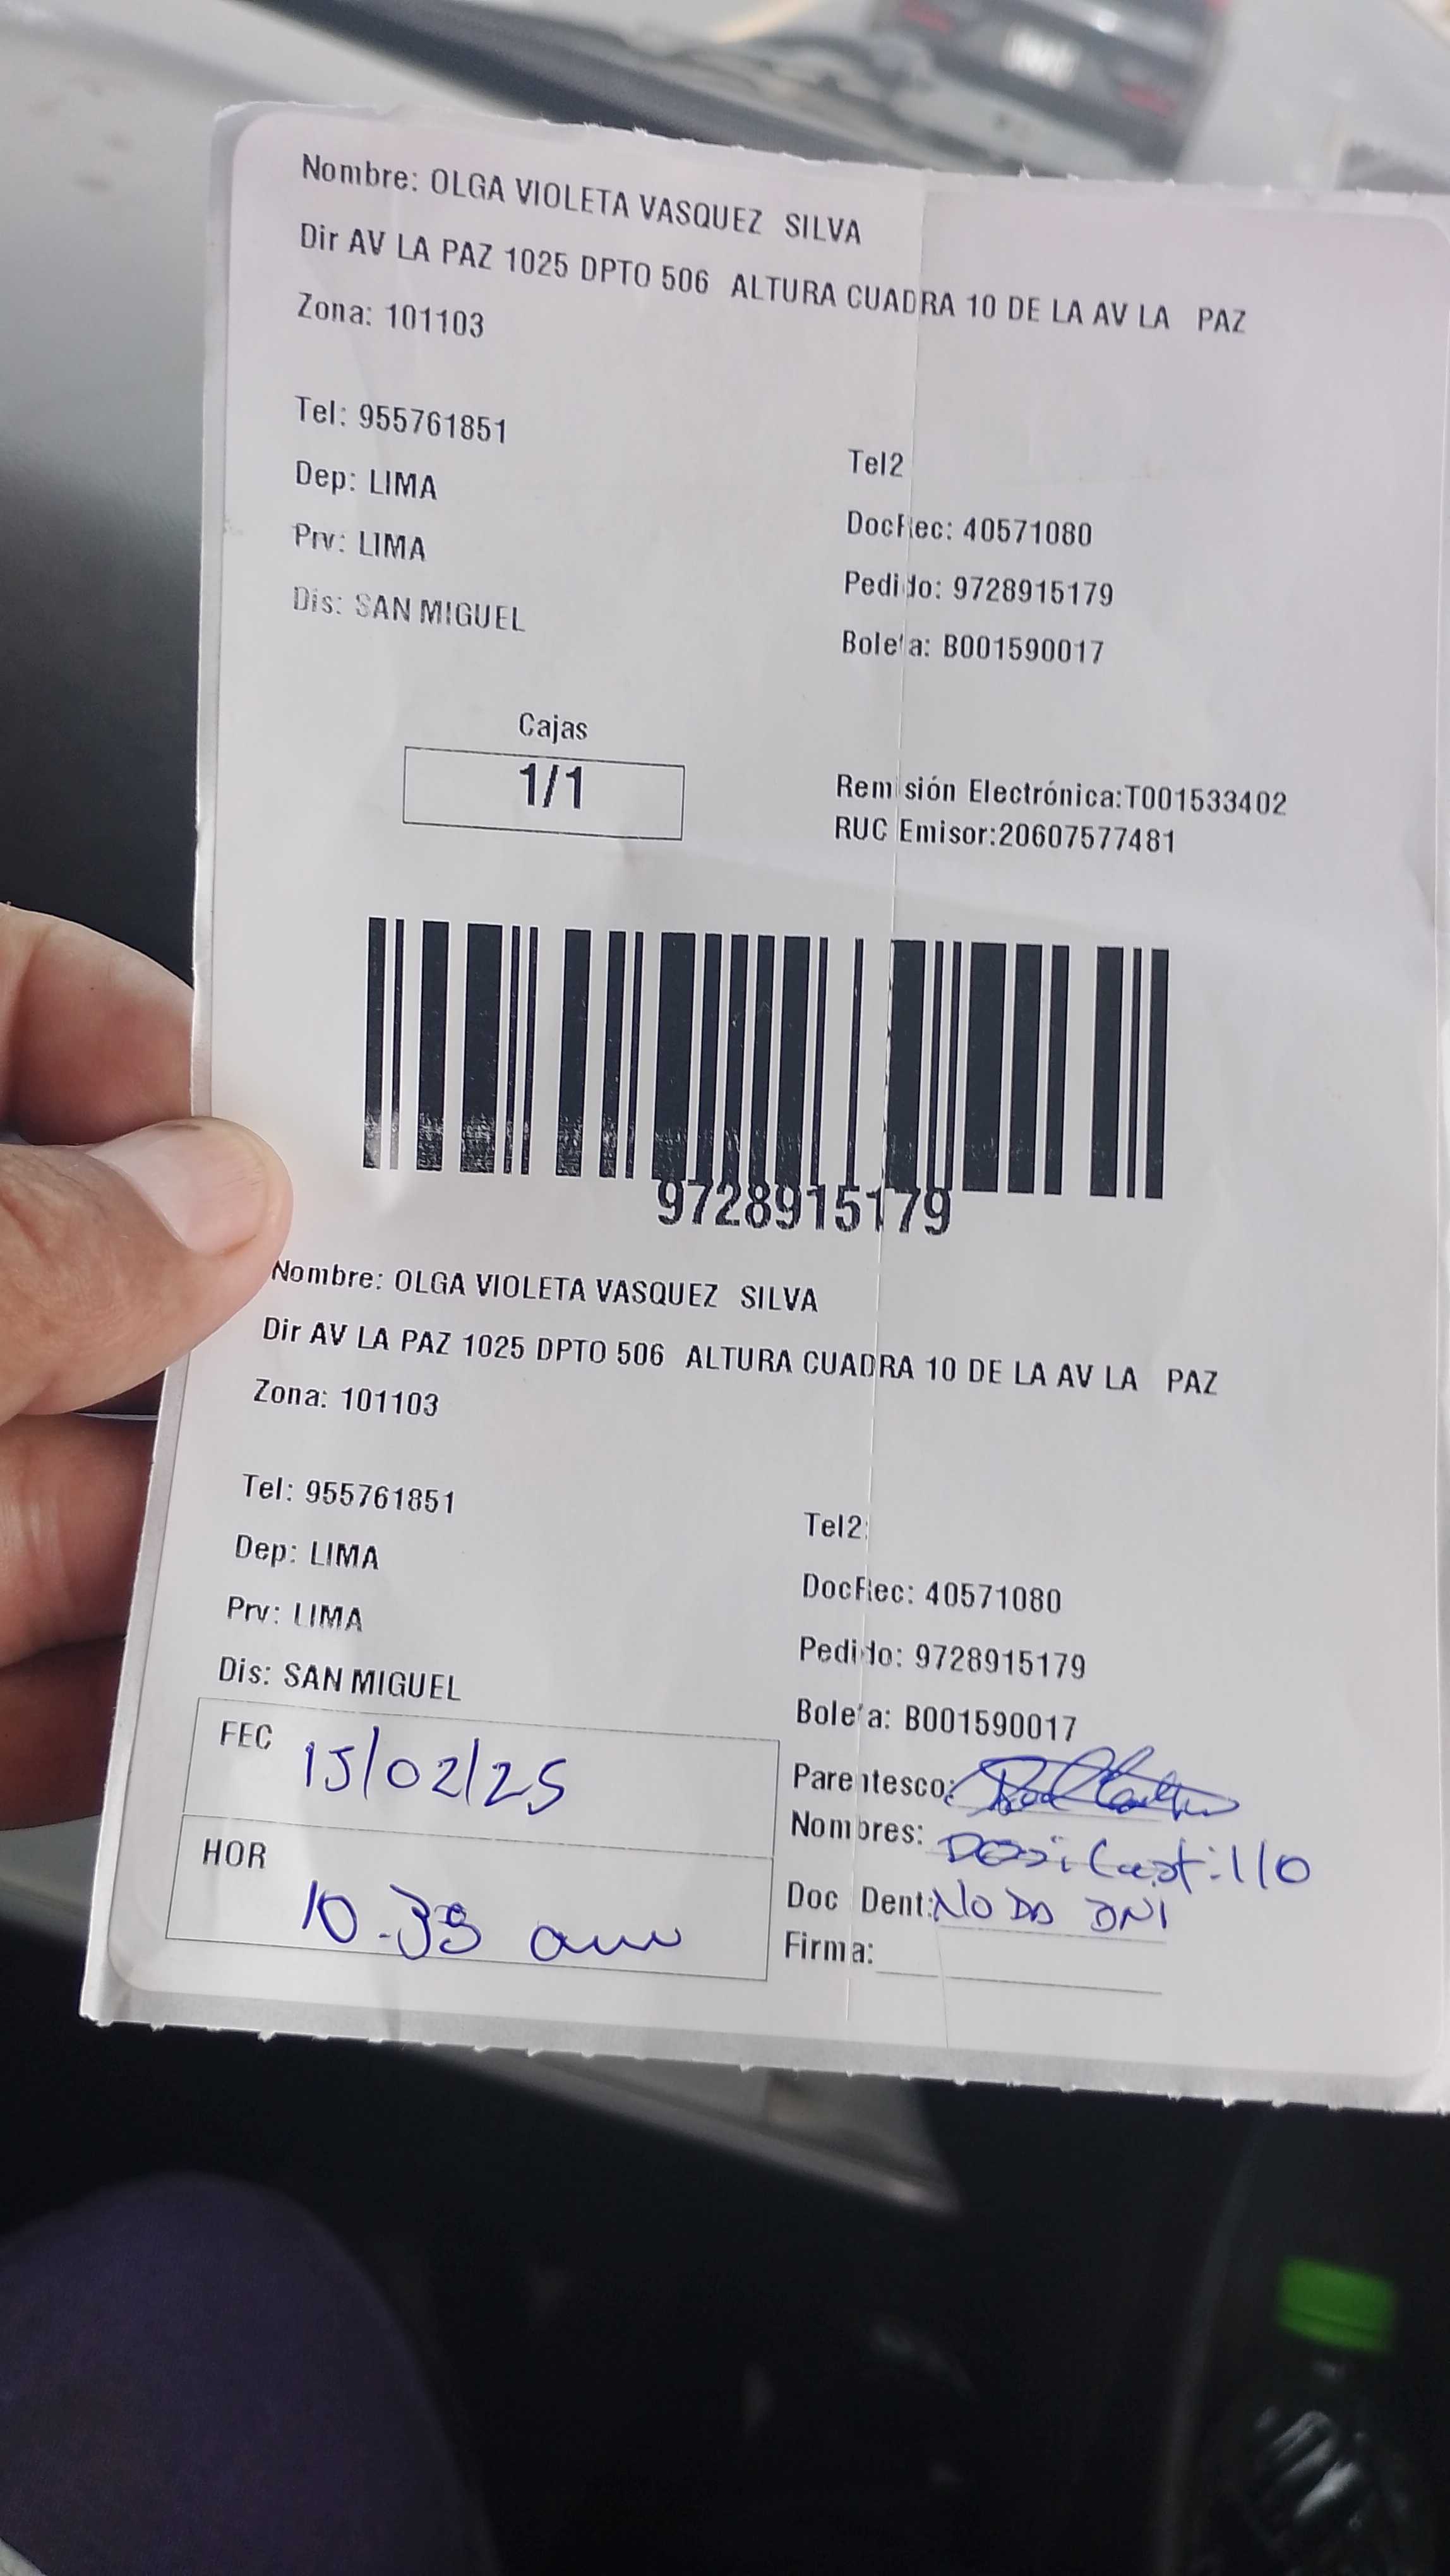 Nombre: OLGA VIOLETA VASQUEZ SILVA
Dir AV LA PAZ 1025 DPTO 506 ALTURA CUADRA 10 DE LA AV LA PAZ
Zona: 101103
Tel: 955761851
Tel2
Dep: LIMA
DocRec: 40571080
Prv: LIMA
Pedido: 9728915179
Dis: SAN MIGUEL
Boleta: B001590017
Cajas
1/1
Remisión Electrónica:T001533402
RUC Emisor:20607577481
9728915179
Nombre: OLGA VIOLETA VASQUEZ SILVA
Dir AV LA PAZ 1025 DPTO 506 ALTURA CUADRA 10 DE LA AV LA PAZ
Zona: 101103
Tel: 955761851
Tel2:
Dep: LIMA
DocRec: 40571080
Prv: LIMA
Pedido: 9728915179
Dis: SAN MIGUEL
Boleta: B001590017
FEC 15/02/25
Parentesco:
Nombres: Castillo
HOR 10.39 am
Doc Dent: NO DA DNI
Firma: